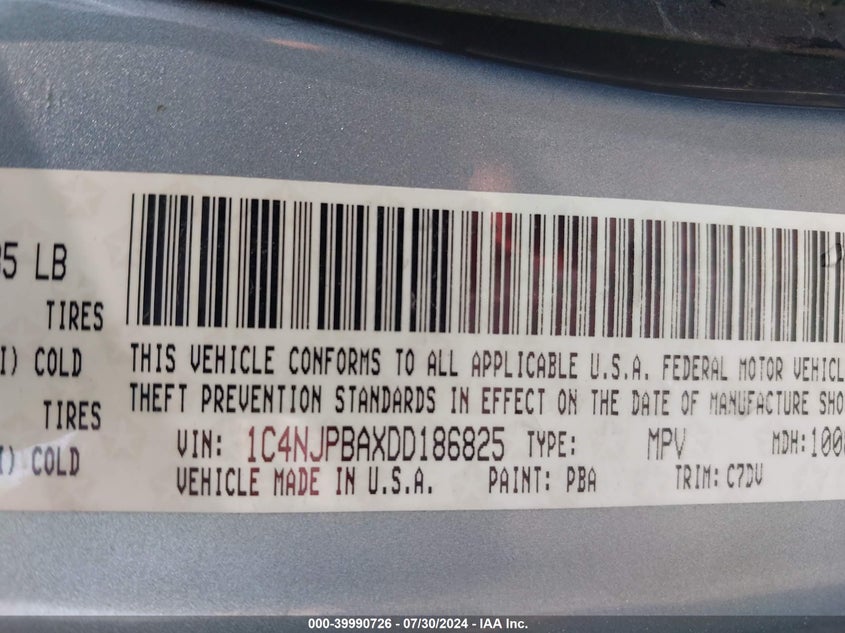 35 LB
TIRES
I) COLD
TIRES
I) COLD
THIS VEHICLE CONFORMS TO ALL APPLICABLE U.S.A. FEDERAL MOTOR VEHICL
THEFT PREVENTION STANDARDS IN EFFECT ON THE DATE OF MANUFACTURE SHO
VIN: 1C4NJPBAXDD186825 TYPE: MPV MDH: 100
VEHICLE MADE IN U.S.A. PAINT: PBA TRIM: C7DV
000-39990726 / 07/30/2024 - IAA Inc.